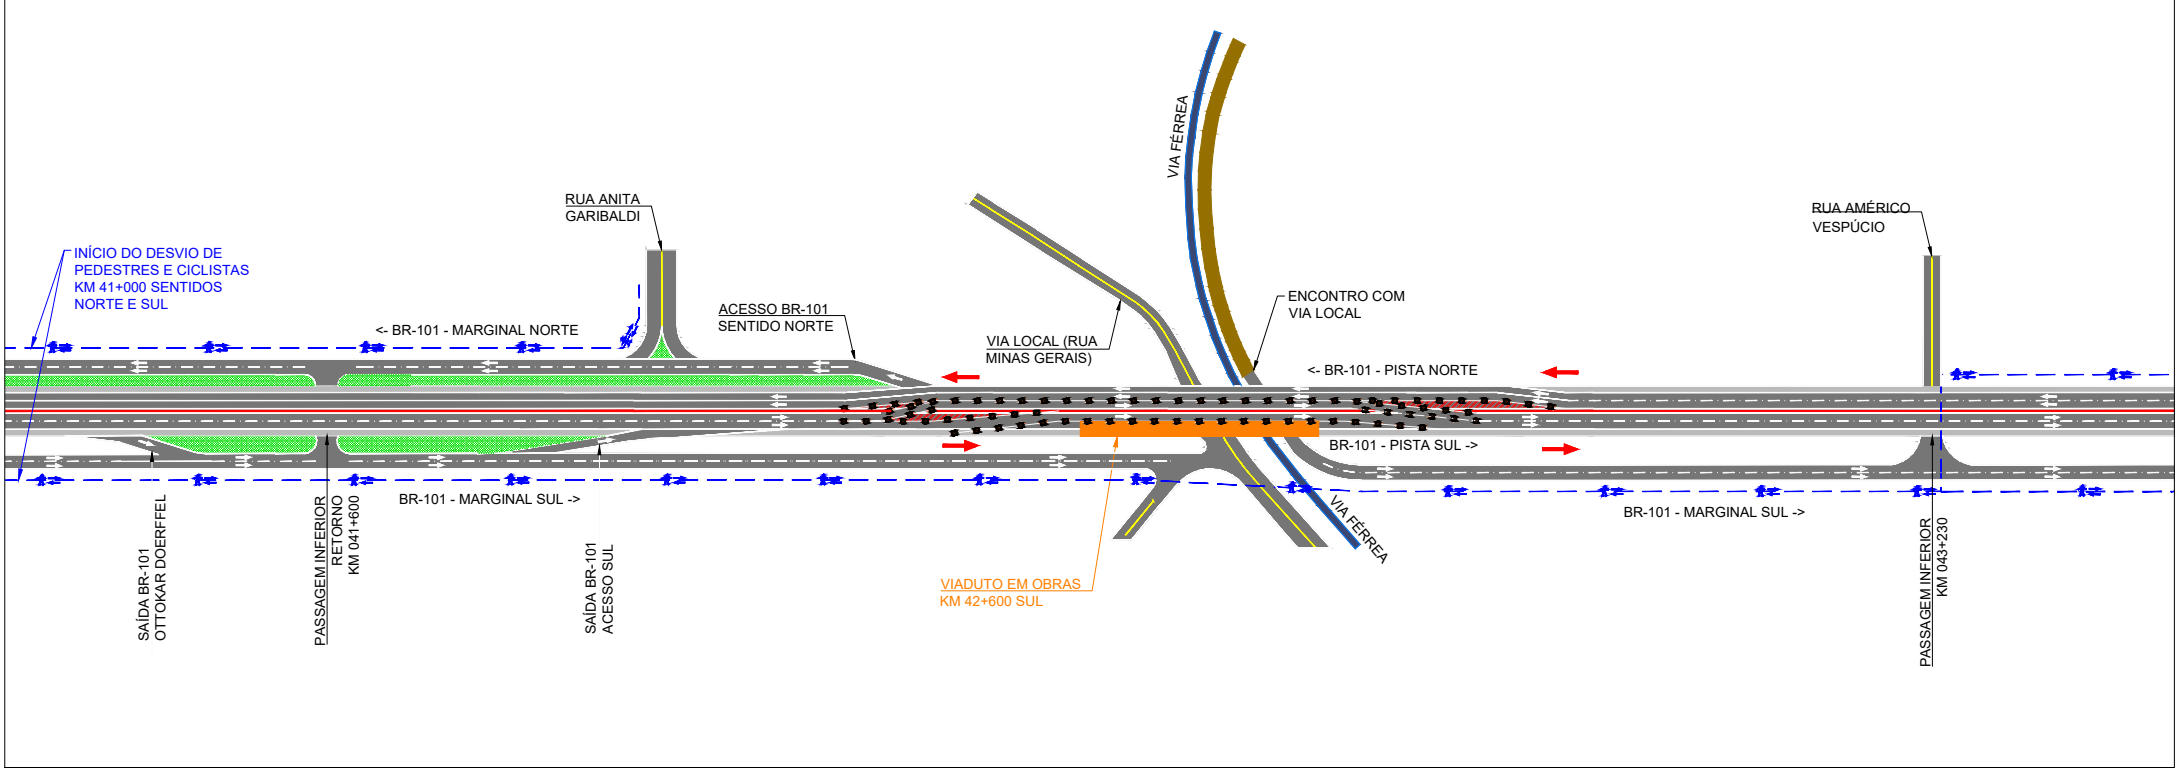 VIA FÉRREA
RUA ANITA
GARIBALDI
RUA AMÉRICO
VESPÚCIO
INÍCIO DO DESVIO DE
PEDESTRES E CICLISTAS
KM 41+000 SENTIDOS
NORTE E SUL
ACESSO BR-101
SENTIDO NORTE
ENCONTRO COM
VIA LOCAL
<- BR-101 - MARGINAL NORTE
VIA LOCAL (RUA
MINAS GERAIS)
<- BR-101 - PISTA NORTE
BR-101 - PISTA SUL ->
BR-101 - MARGINAL SUL ->
BR-101 - MARGINAL SUL ->
VIA FÉRREA
SAÍDA BR-101
OTTOKAR DOERFFEL
PASSAGEM INFERIOR
RETORNO
KM 041+600
SAÍDA BR-101
ACESSO SUL
VIADUTO EM OBRAS
KM 42+600 SUL
PASSAGEM INFERIOR
KM 043+230